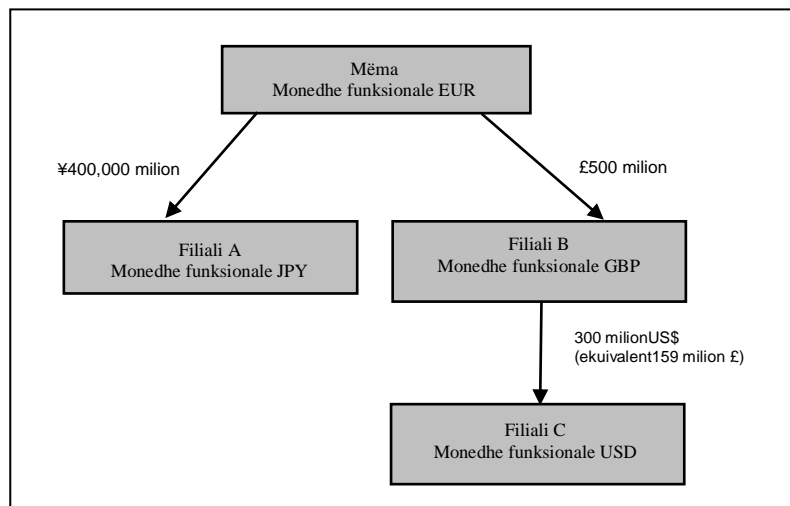 Mëma
Monedhe funksionale EUR
¥400,000 milion
£500 milion
Filiali A
Monedhe funksionale JPY
Filiali B
Monedhe funksionale GBP
300 milionUS$
(ekuivalent159 milion £)
Filiali C
Monedhe funksionale USD